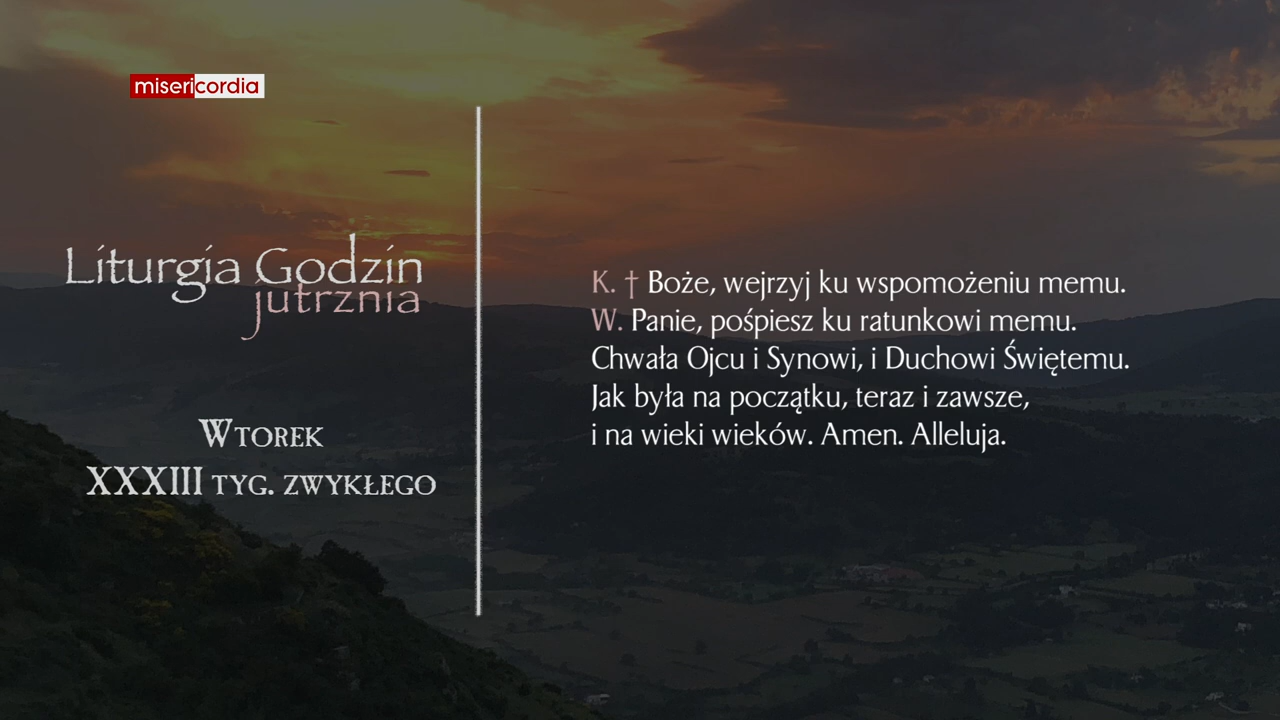 misericordia
Liturgia Godzin
jutrznia
Wtorek
XXXIII tyg. zwykłego
K. † Boże, wejrzyj ku wspomożeniu memu.
W. Panie, pośpiesz ku ratunkowi memu.
Chwała Ojcu i Synowi, i Duchowi Świętemu.
Jak była na początku, teraz i zawsze,
i na wieki wieków. Amen. Alleluja.